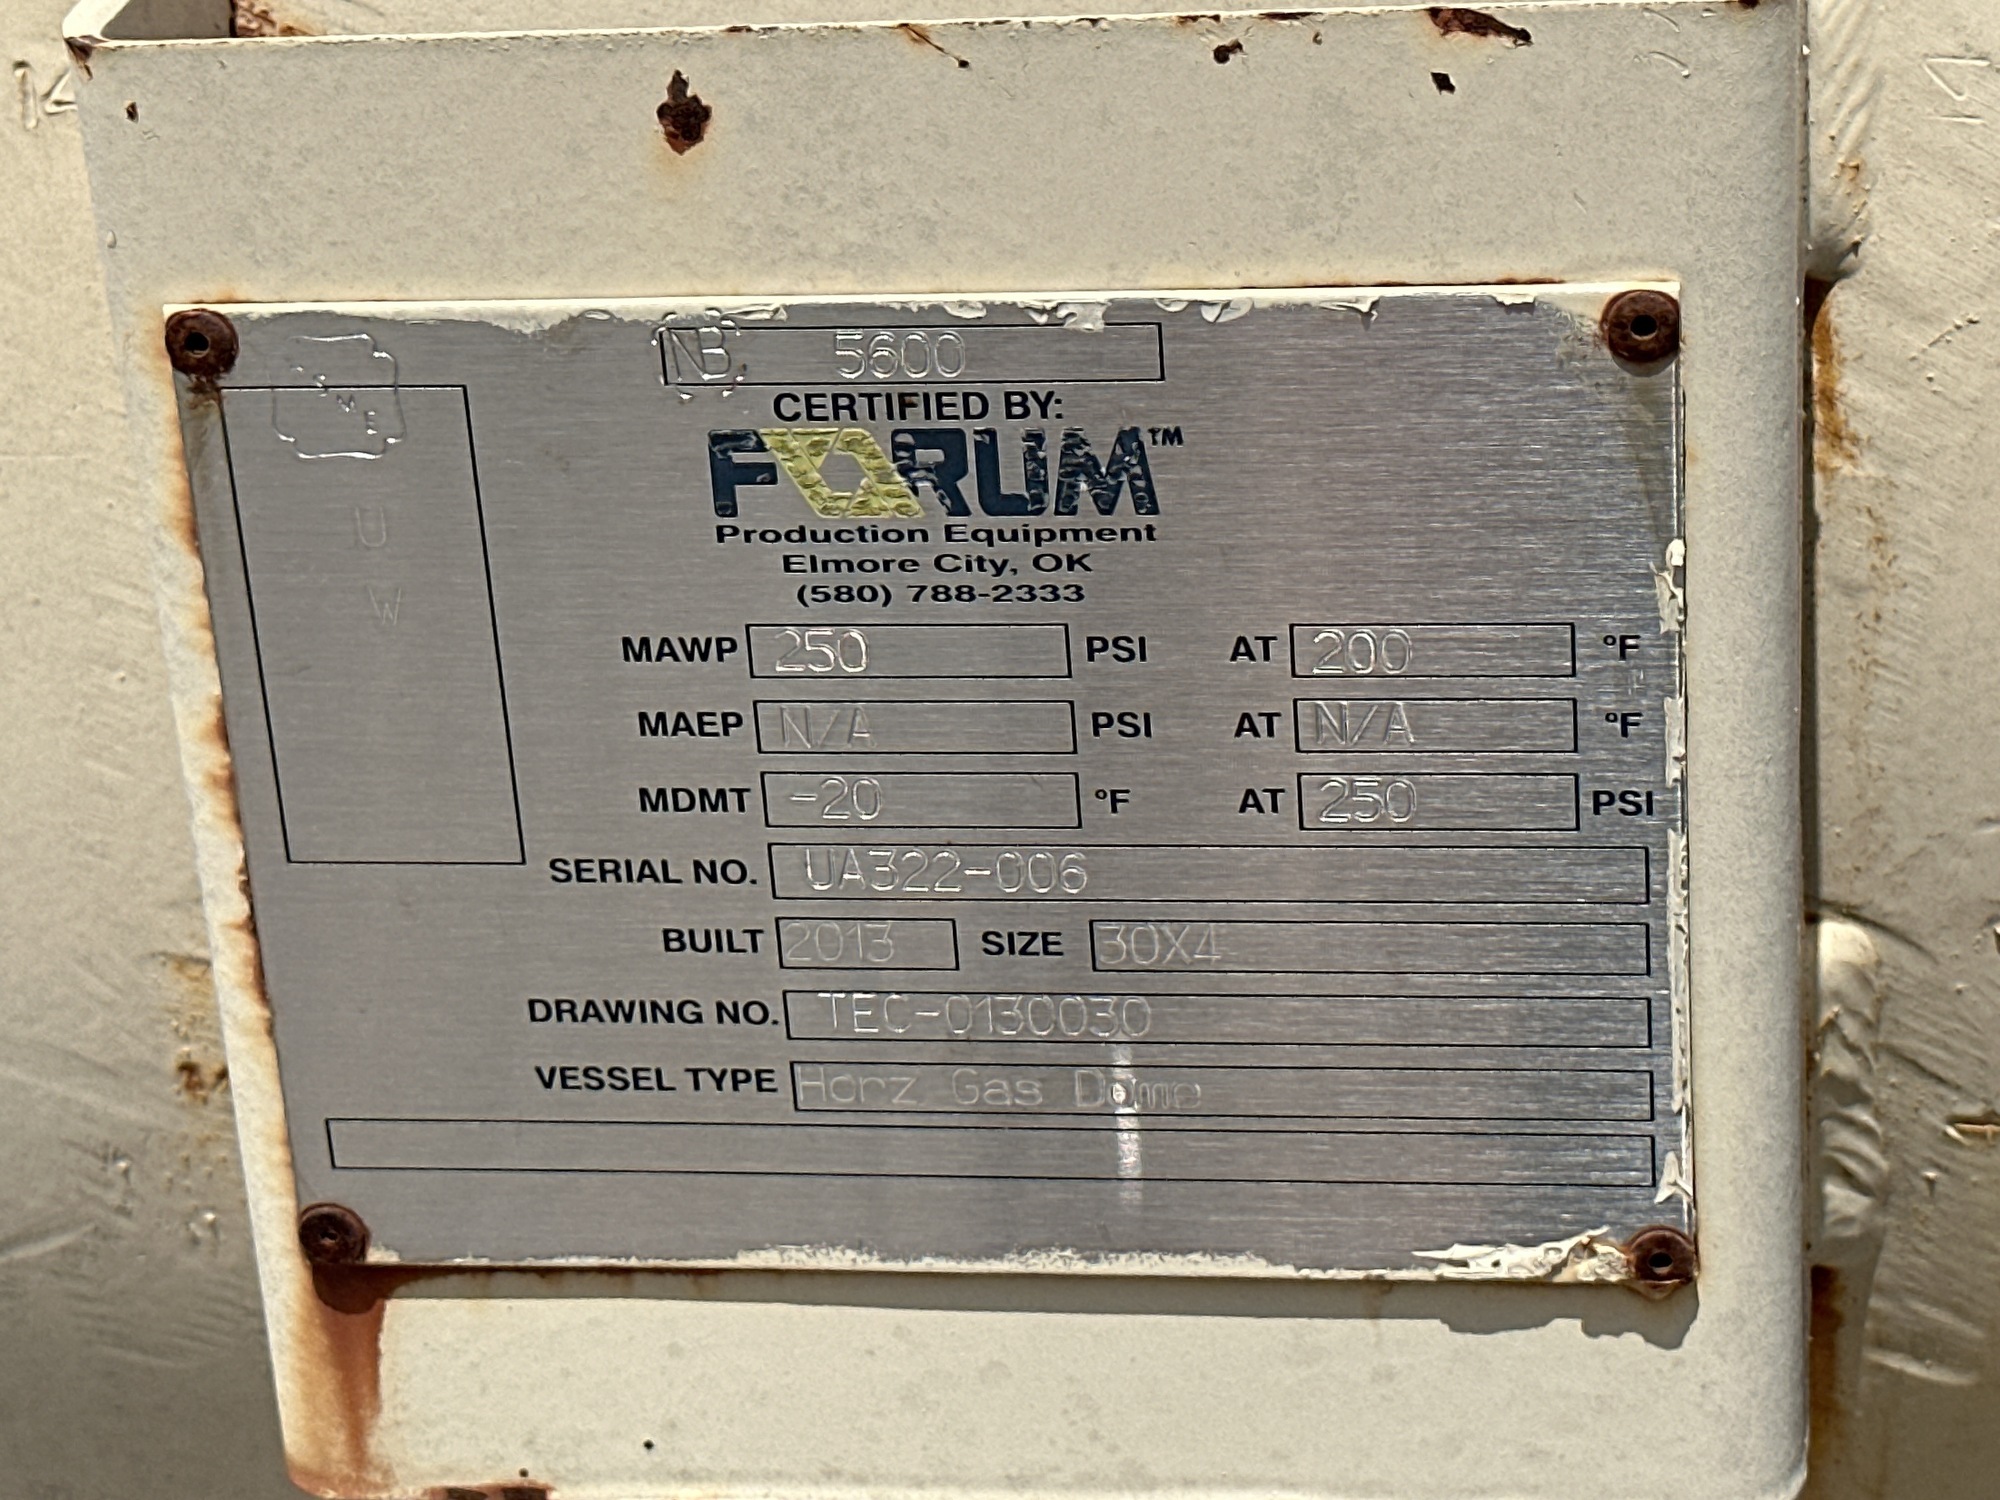 NB 5600
CERTIFIED BY:
FORUM™
Production Equipment
Elmore City, OK
(580) 788-2333
ASME
U
W
MAWP 250 PSI AT 200 °F
MAEP N/A PSI AT N/A °F
MDMT -20 °F AT 250 PSI
SERIAL NO. UA322-006
BUILT 2013 SIZE 30X4
DRAWING NO. TEC-0130030
VESSEL TYPE Horz Gas Dome